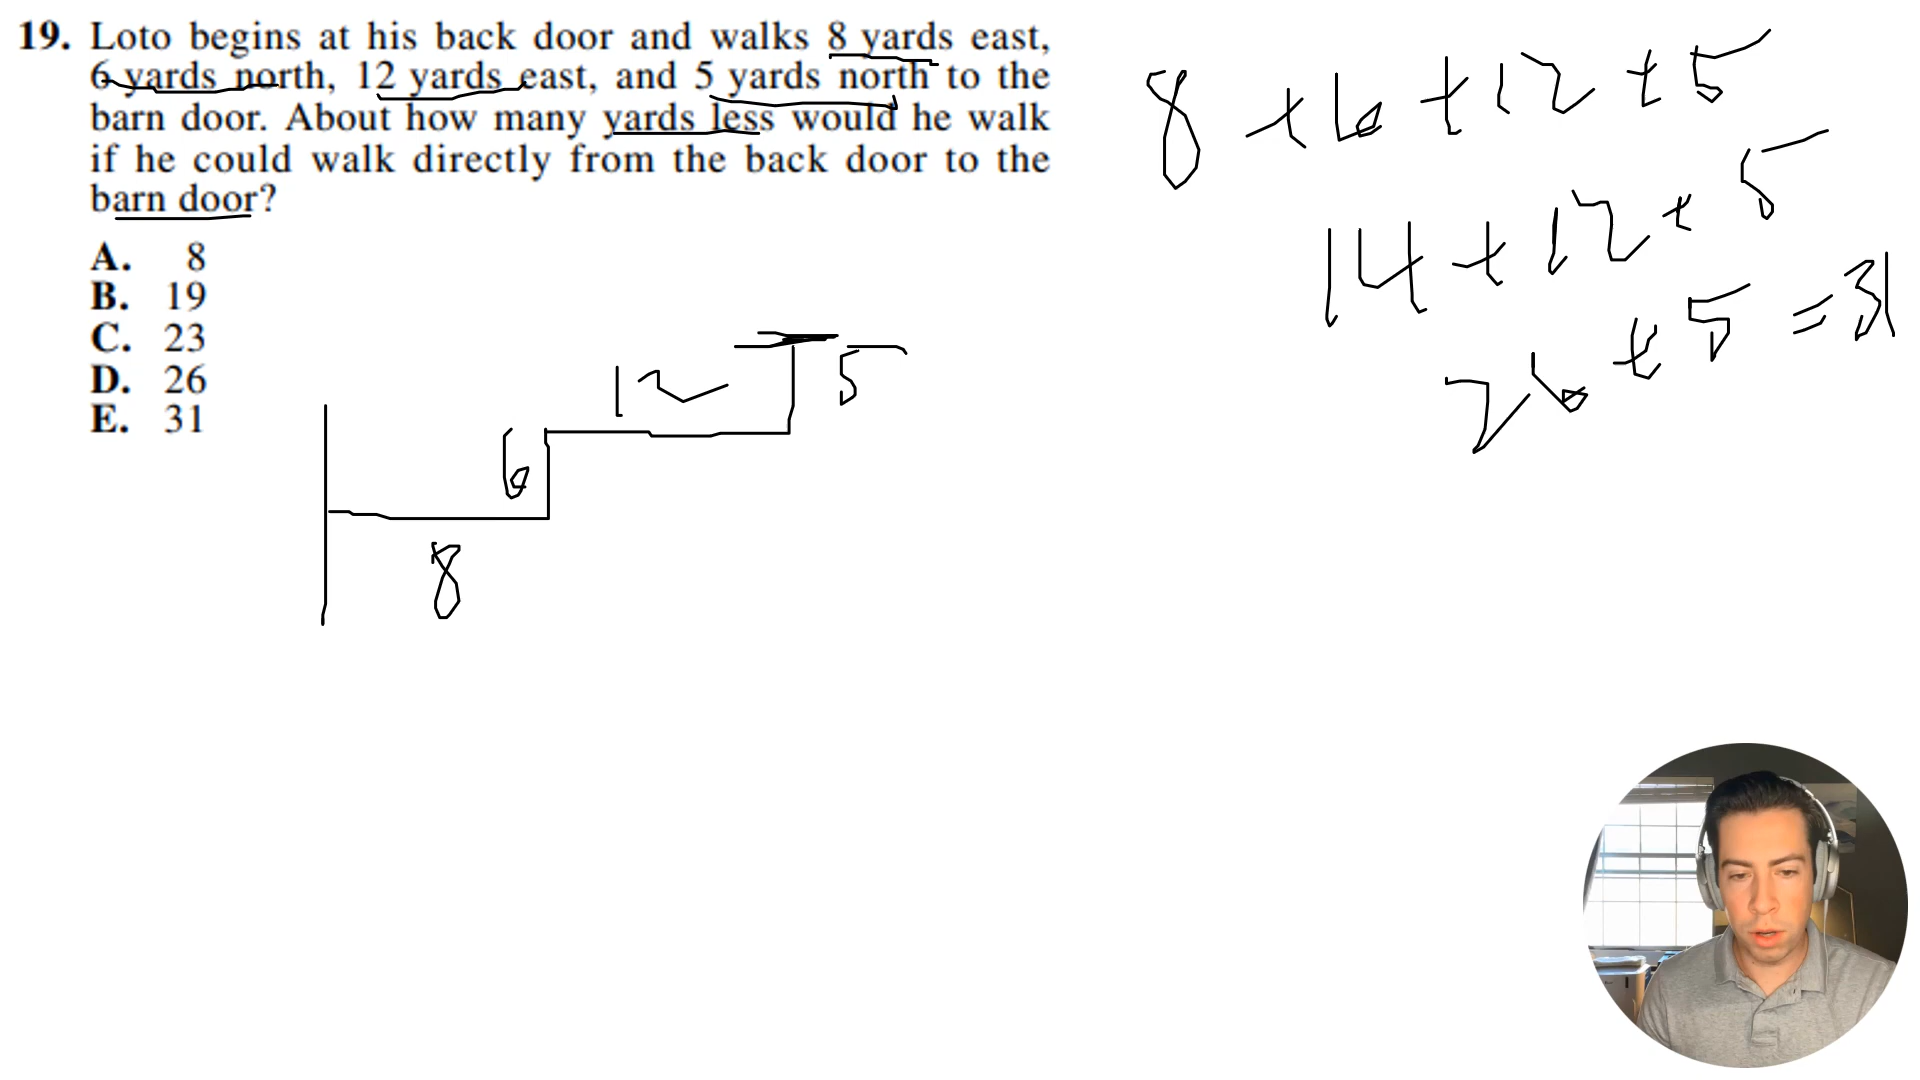 19. Loto begins at his back door and walks 8 yards east,
6 yards north, 12 yards east, and 5 yards north to the
barn door. About how many yards less would he walk
if he could walk directly from the back door to the
barn door?
A. 8
B. 19
C. 23
D. 26
E. 31
8 + 6 + 12 + 5
14 + 12 + 5
26 + 5 = 31
12
5
6
8